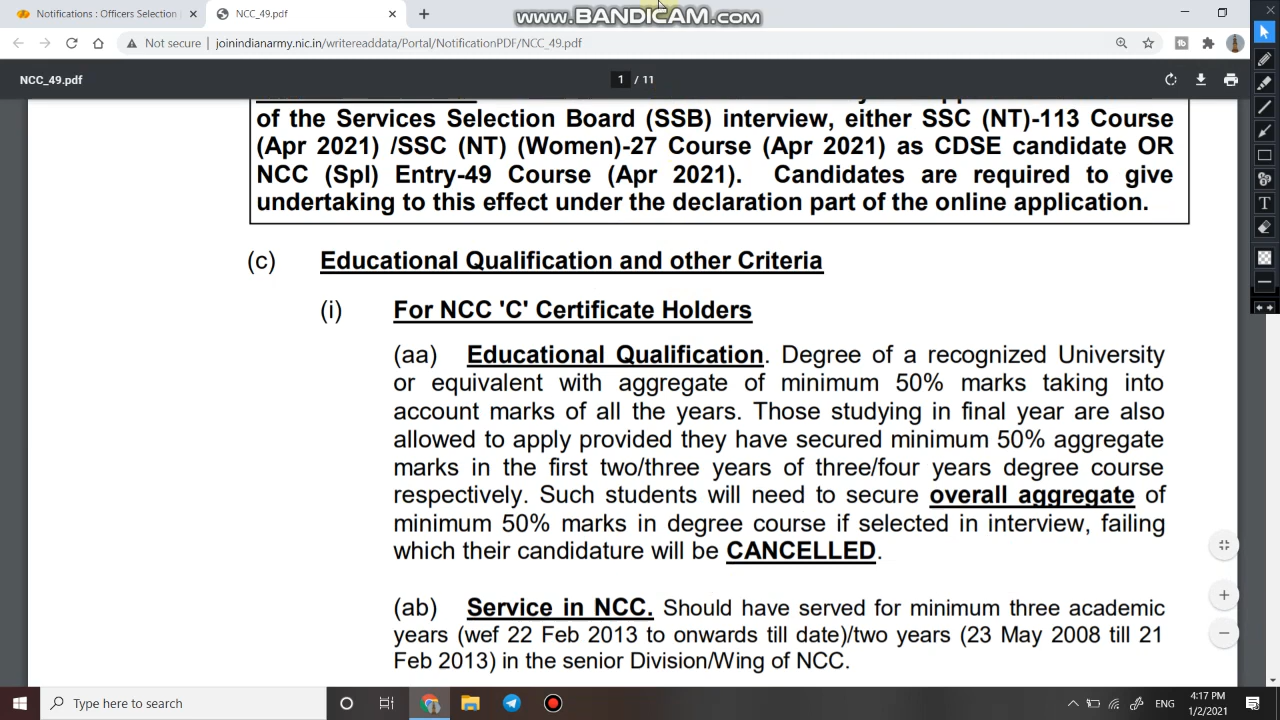 Notifications : Officers Selection
NCC_49.pdf
www.BANDICAM.com
Not secure | joinindianarmy.nic.in/writereaddata/Portal/NotificationPDF/NCC_49.pdf
NCC_49.pdf
1 / 11
of the Services Selection Board (SSB) interview, either SSC (NT)-113 Course
(Apr 2021) /SSC (NT) (Women)-27 Course (Apr 2021) as CDSE candidate OR
NCC (Spl) Entry-49 Course (Apr 2021). Candidates are required to give
undertaking to this effect under the declaration part of the online application.
(c) Educational Qualification and other Criteria
(i) For NCC 'C' Certificate Holders
(aa) Educational Qualification. Degree of a recognized University
or equivalent with aggregate of minimum 50% marks taking into
account marks of all the years. Those studying in final year are also
allowed to apply provided they have secured minimum 50% aggregate
marks in the first two/three years of three/four years degree course
respectively. Such students will need to secure overall aggregate of
minimum 50% marks in degree course if selected in interview, failing
which their candidature will be CANCELLED.
(ab) Service in NCC. Should have served for minimum three academic
years (wef 22 Feb 2013 to onwards till date)/two years (23 May 2008 till 21
Feb 2013) in the senior Division/Wing of NCC.
Type here to search
ENG
4:17 PM
1/2/2021